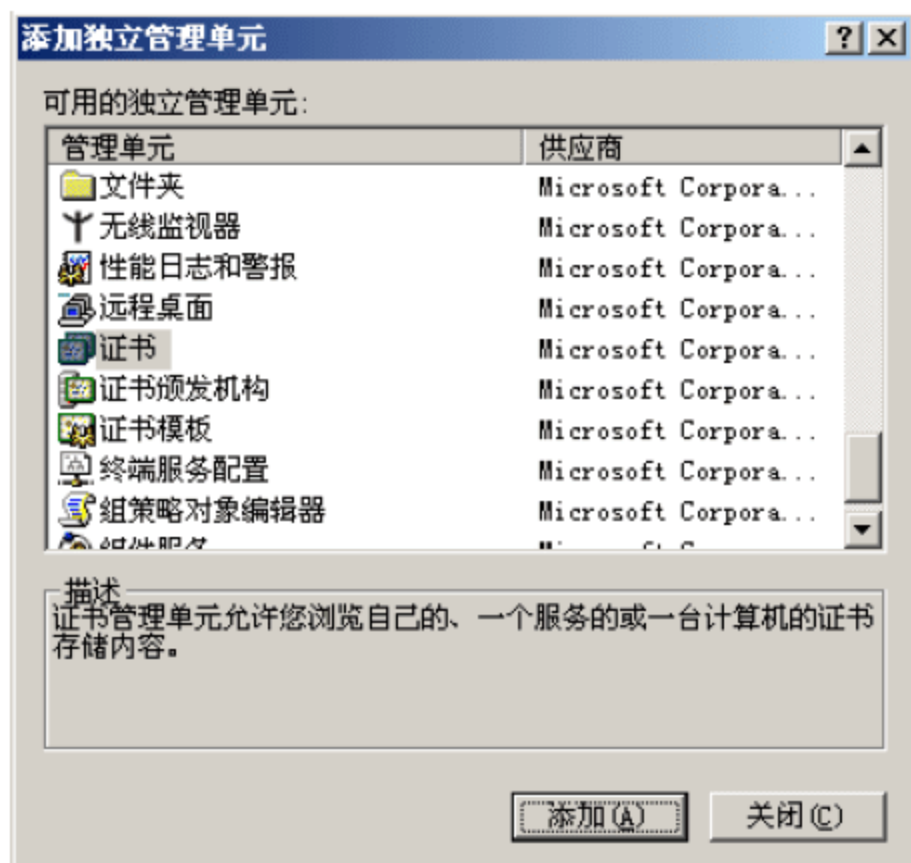 添加独立管理单元
可用的独立管理单元:
管理单元 供应商
文件夹 Microsoft Corpora...
无线监视器 Microsoft Corpora...
性能日志和警报 Microsoft Corpora...
远程桌面 Microsoft Corpora...
证书 Microsoft Corpora...
证书颁发机构 Microsoft Corpora...
证书模板 Microsoft Corpora...
终端服务配置 Microsoft Corpora...
组策略对象编辑器 Microsoft Corpora...
描述
证书管理单元允许您浏览自己的、一个服务的或一台计算机的证书
存储内容。
添加(A) 关闭(C)